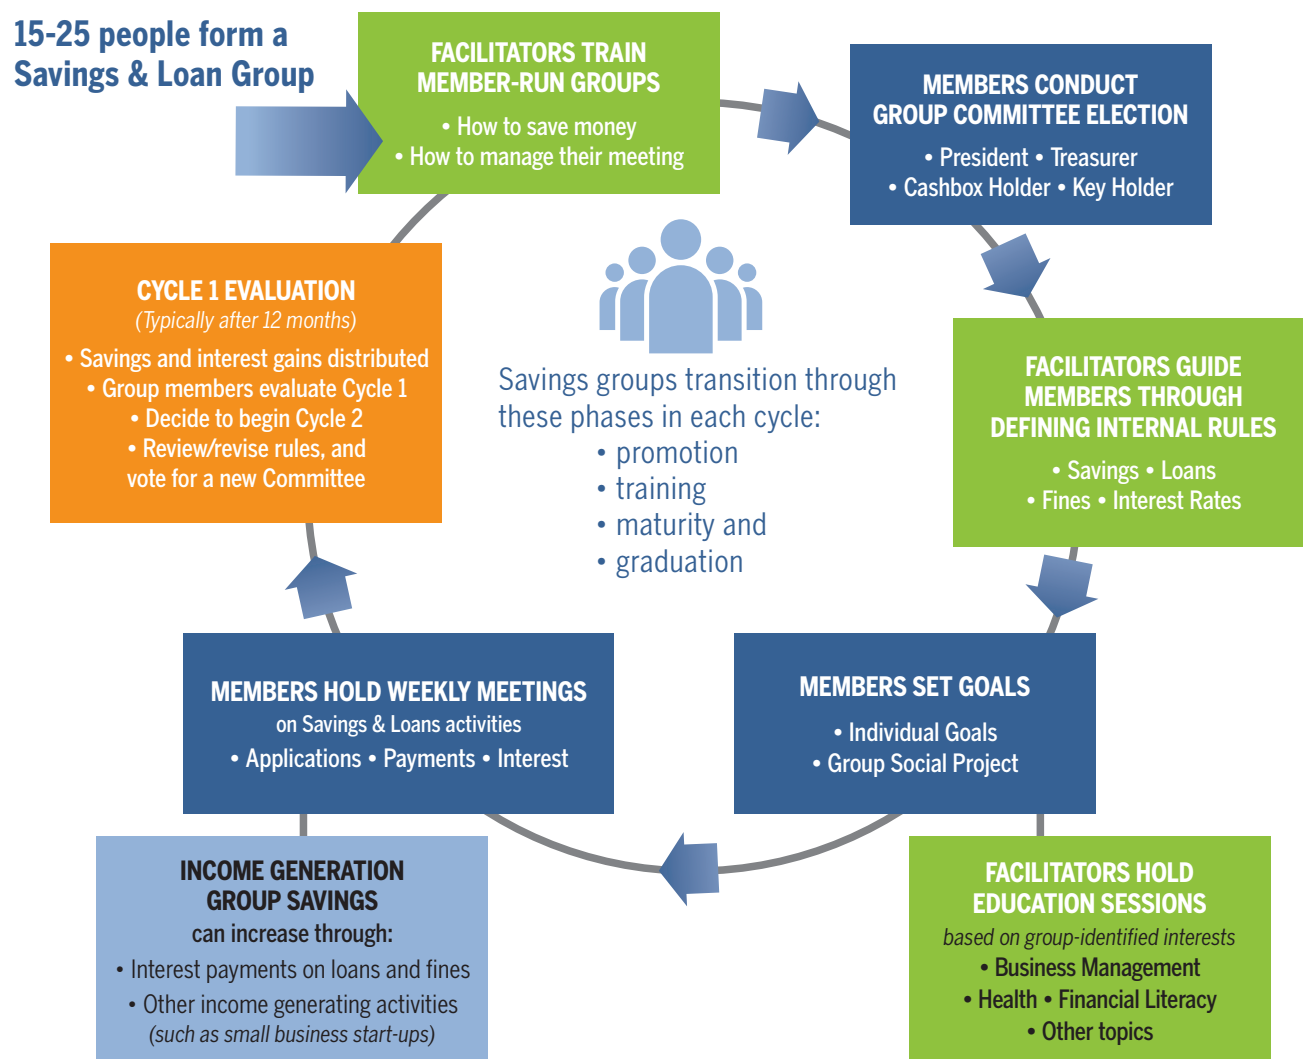 15-25 people form a
Savings & Loan Group
FACILITATORS TRAIN
MEMBER-RUN GROUPS
• How to save money
• How to manage their meeting
MEMBERS CONDUCT
GROUP COMMITTEE ELECTION
• President • Treasurer
• Cashbox Holder • Key Holder
FACILITATORS GUIDE
MEMBERS THROUGH
DEFINING INTERNAL RULES
• Savings • Loans
• Fines • Interest Rates
MEMBERS SET GOALS
• Individual Goals
• Group Social Project
FACILITATORS HOLD
EDUCATION SESSIONS
based on group-identified interests
• Business Management
• Health • Financial Literacy
• Other topics
MEMBERS HOLD WEEKLY MEETINGS
on Savings & Loans activities
• Applications • Payments • Interest
INCOME GENERATION
GROUP SAVINGS
can increase through:
• Interest payments on loans and fines
• Other income generating activities
(such as small business start-ups)
CYCLE 1 EVALUATION
(Typically after 12 months)
• Savings and interest gains distributed
• Group members evaluate Cycle 1
• Decide to begin Cycle 2
• Review/revise rules, and
vote for a new Committee
Savings groups transition through
these phases in each cycle:
• promotion
• training
• maturity and
• graduation